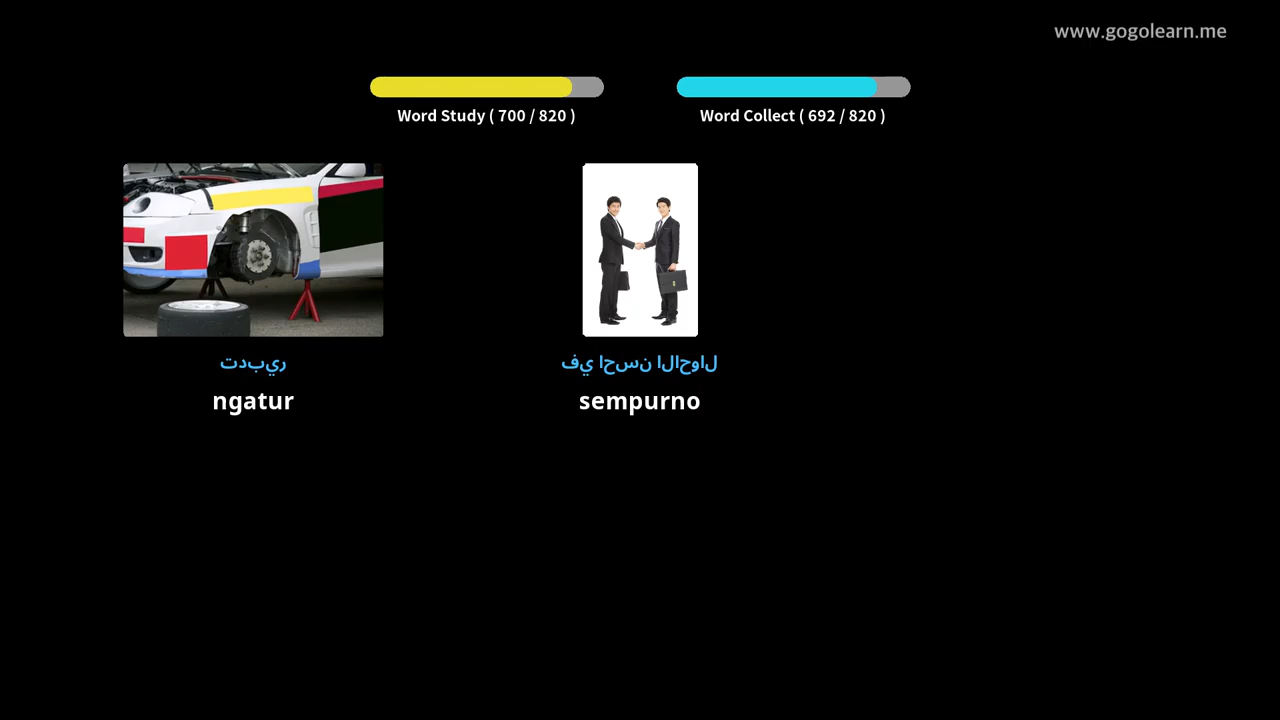 www.gogolearn.me
Word Study ( 700 / 820 )
Word Collect ( 692 / 820 )
تدبير
ngatur
في احسن الاحوال
sempurno